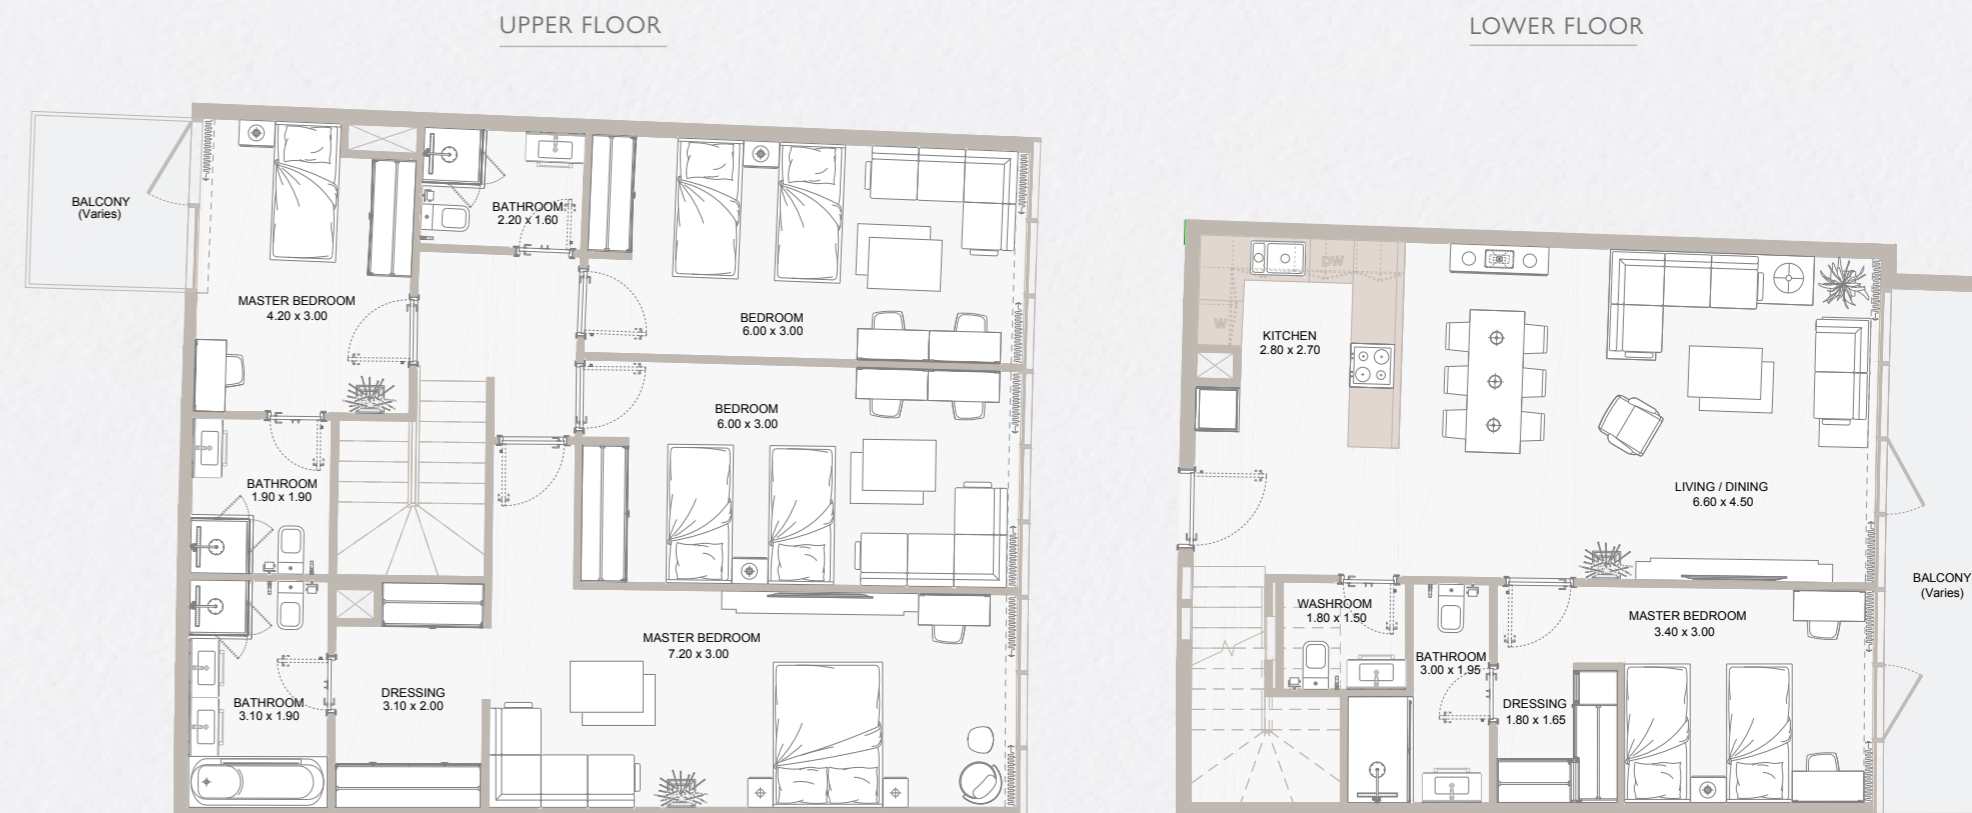 UPPER FLOOR
LOWER FLOOR
BALCONY
(Varies)
BATHROOM
2.20 x 1.60
MASTER BEDROOM
4.20 x 3.00
BEDROOM
6.00 x 3.00
BEDROOM
6.00 x 3.00
BATHROOM
1.90 x 1.90
MASTER BEDROOM
7.20 x 3.00
DRESSING
3.10 x 2.00
BATHROOM
3.10 x 1.90
DW
W
KITCHEN
2.80 x 2.70
LIVING / DINING
6.60 x 4.50
BALCONY
(Varies)
WASHROOM
1.80 x 1.50
MASTER BEDROOM
3.40 x 3.00
BATHROOM
3.00 x 1.95
DRESSING
1.80 x 1.65